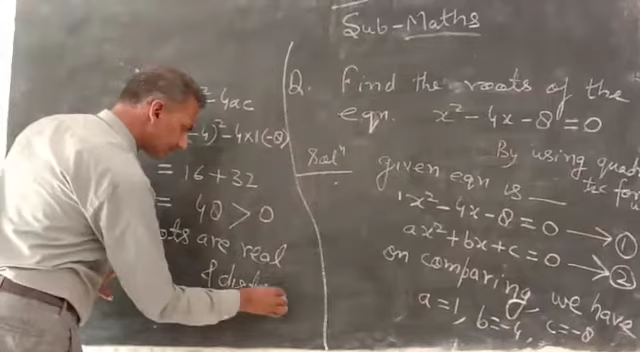 Sub-Maths
Q. Find the roots of the
eqn. x² - 4x - 8 = 0
By using quad
Solⁿ given eqn is —
1x² - 4x - 8 = 0 → ①
ax² + bx + c = 0 → ②
on comparing, we have
a = 1, b = -4, c = -8
² - 4ac
-4)² - 4×1(-8)
= 16 + 32
= 48 > 0
ots are real
&